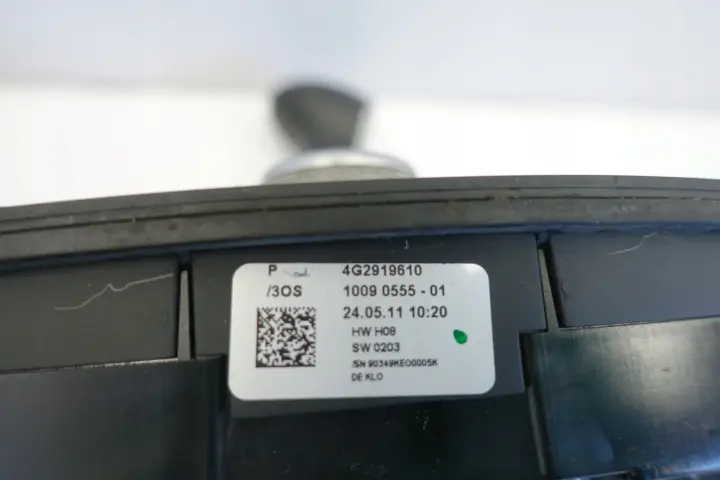 P 4G2919610
/3OS 1009 0555 - 01
24.05.11 10:20
HW H08
SW 0203
/SN 90349KEO0005K
DE KLO